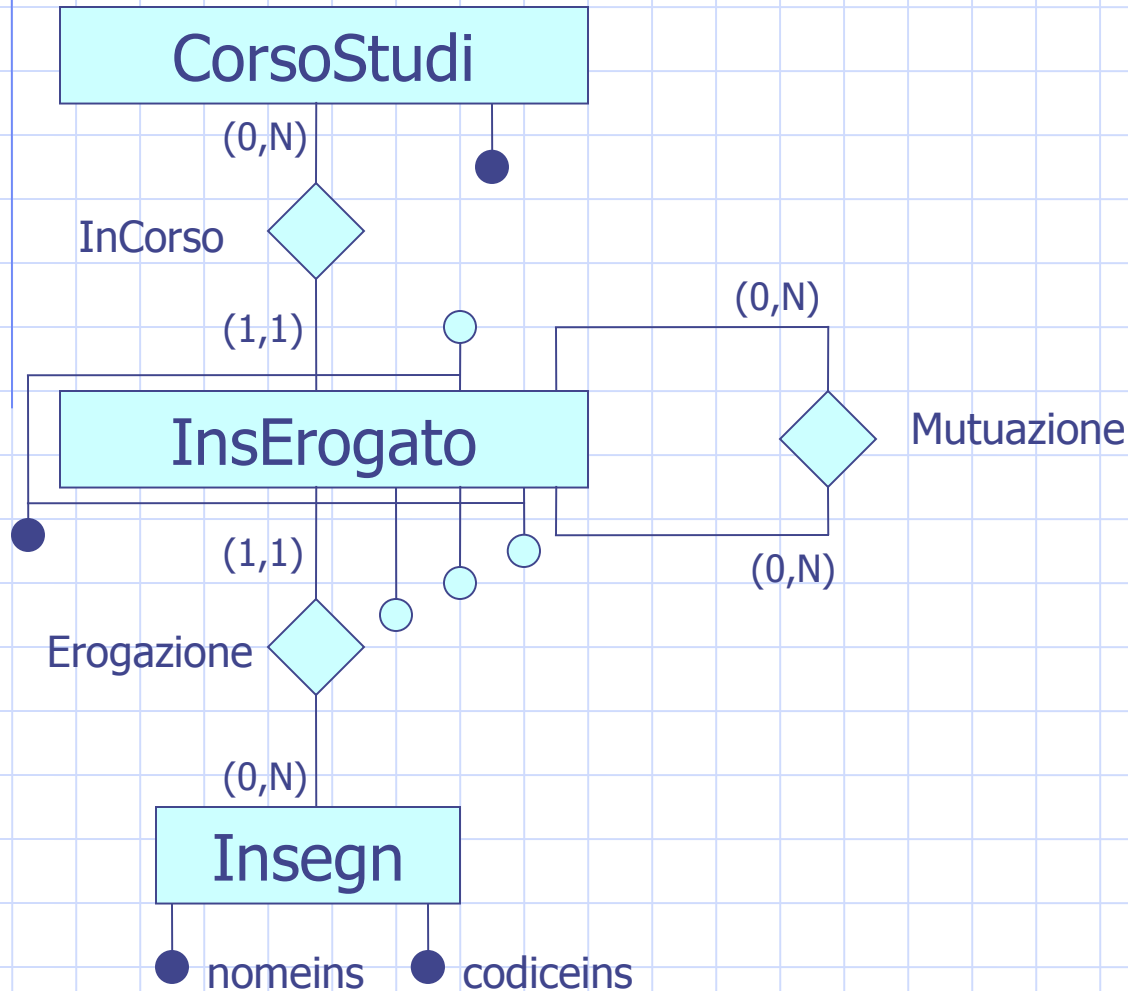 CorsoStudi
(0,N)
InCorso
(0,N)
(1,1)
InsErogato
Mutuazione
(1,1)
(0,N)
Erogazione
(0,N)
Insegn
nomeins
codiceins